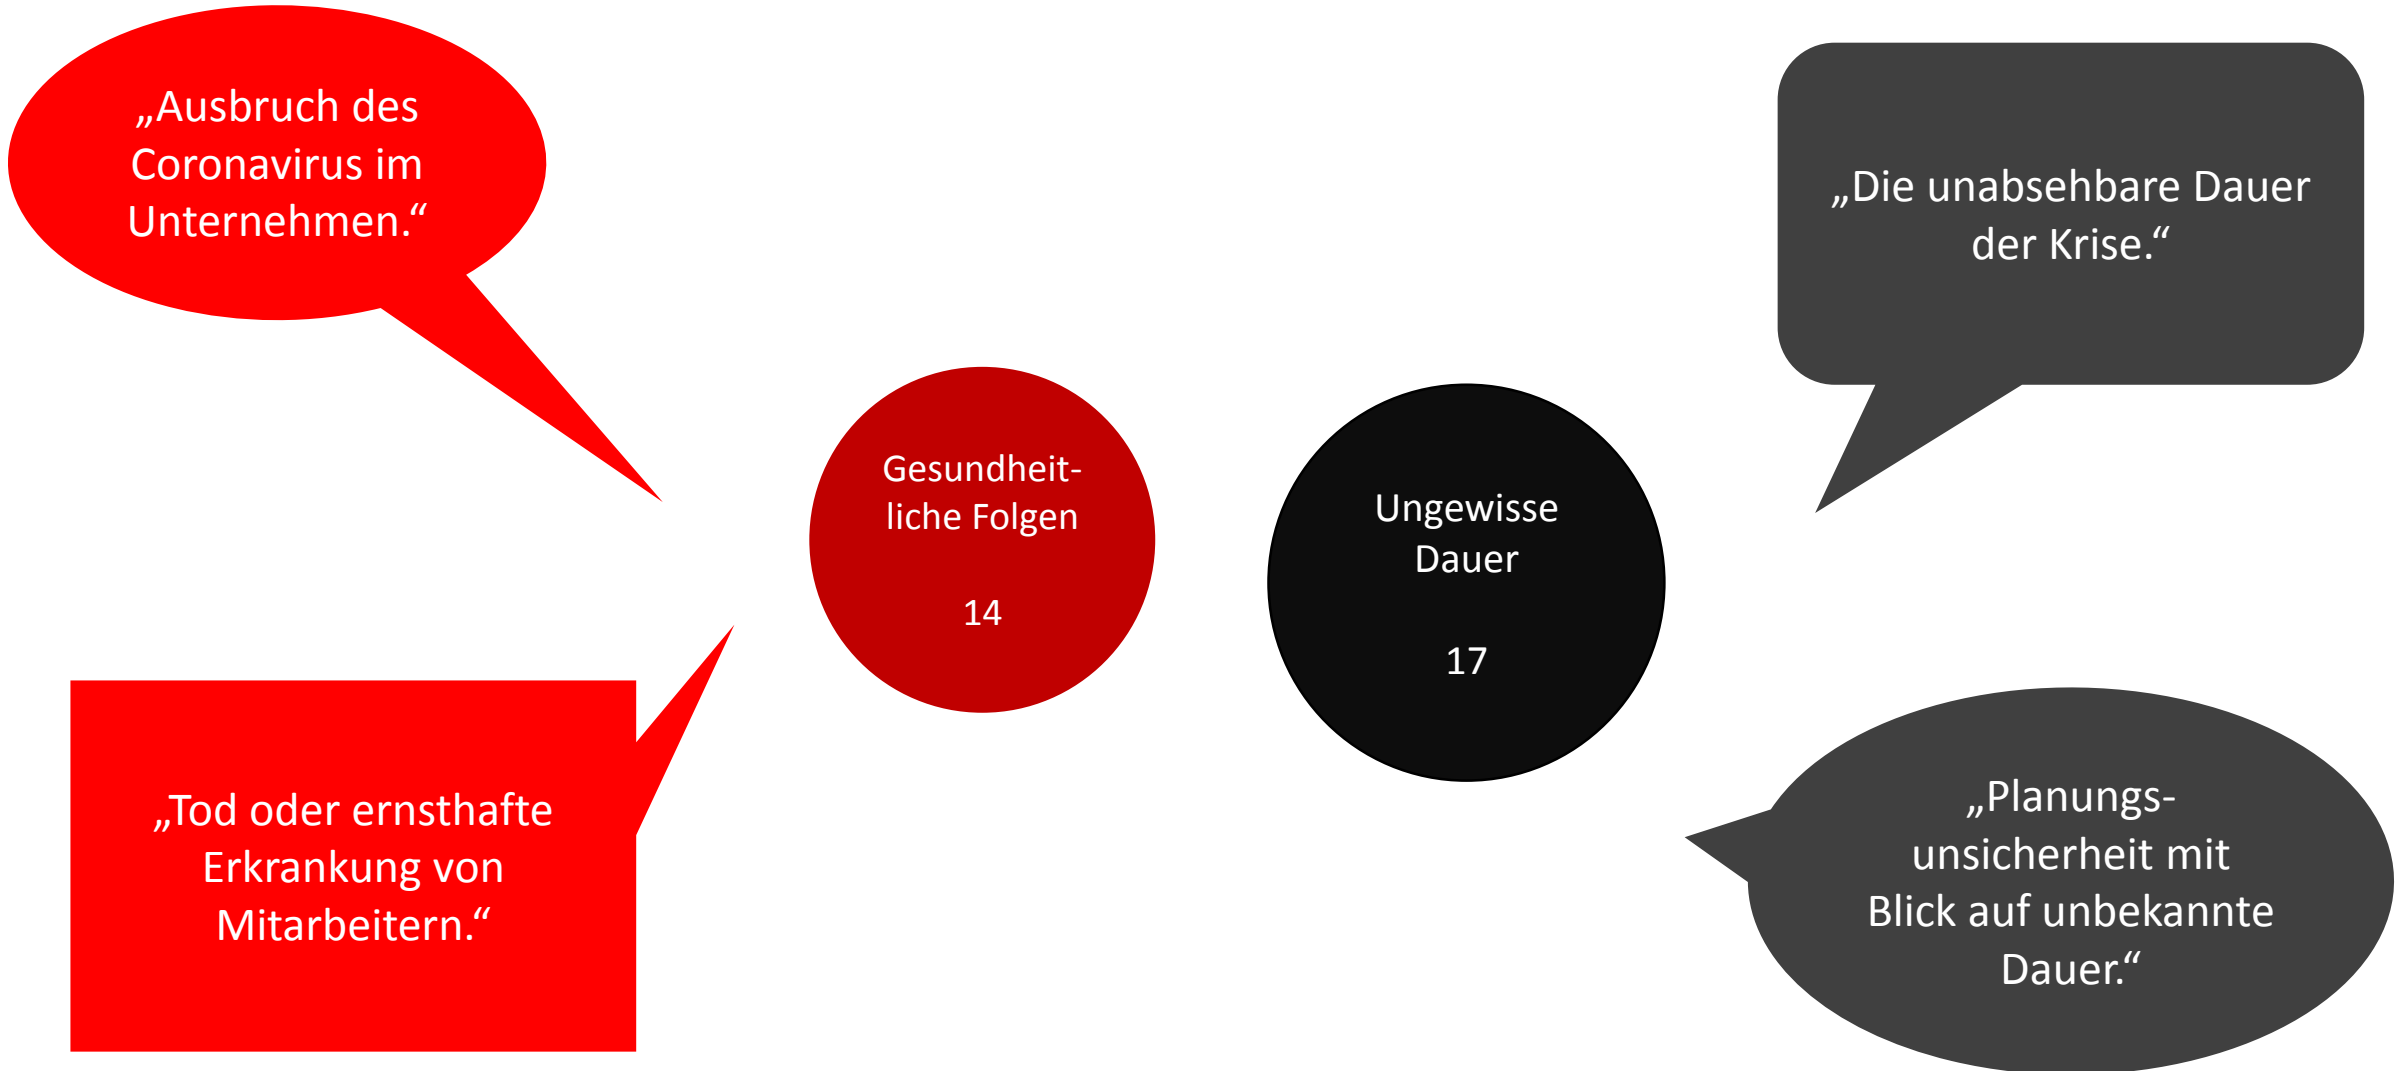 „Ausbruch des
Coronavirus im
Unternehmen.“
„Die unabsehbare Dauer
der Krise.“
Gesundheit-
liche Folgen
14
Ungewisse
Dauer
17
„Tod oder ernsthafte
Erkrankung von
Mitarbeitern.“
„Planungs-
unsicherheit mit
Blick auf unbekannte
Dauer.“